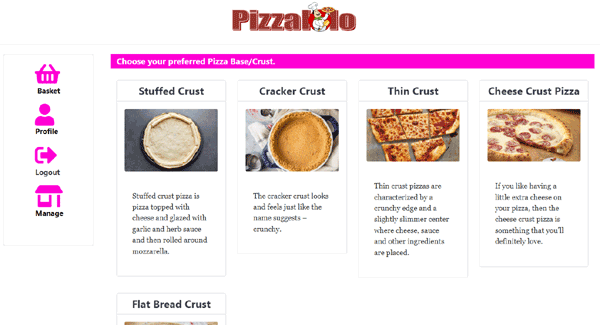 Choose your preferred Pizza Base/Crust.
Basket
Profile
Logout
Manage
Stuffed Crust
Stuffed crust pizza is
pizza topped with
cheese and glazed with
garlic and herb sauce
and then rolled around
mozzarella.
Cracker Crust
The cracker crust looks
and feels just like the
name suggests –
crunchy.
Thin Crust
Thin crust pizzas are
characterized by a
crunchy edge and a
slightly slimmer center
where cheese, sauce
and other ingredients
are placed.
Cheese Crust Pizza
If you like having a
little extra cheese on
your pizza, then the
cheese crust pizza is
something that you'll
definitely love.
Flat Bread Crust